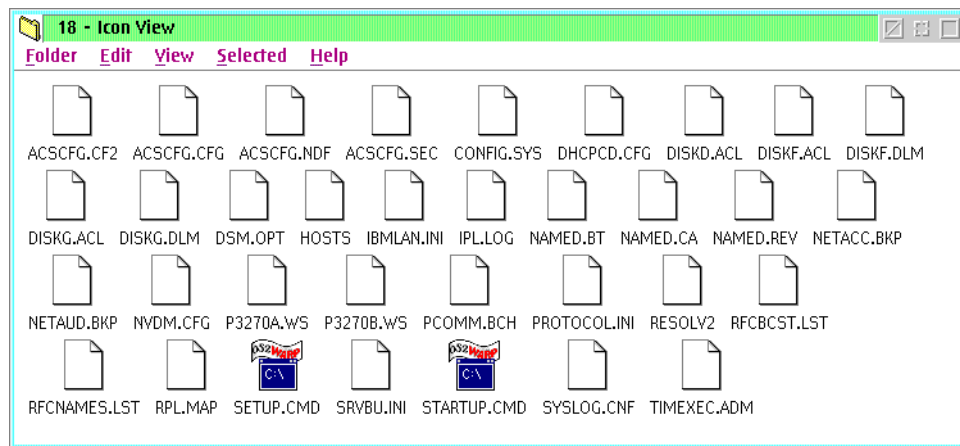 18 - Icon View
Folder Edit View Selected Help
ACSCFG.CF2 ACSCFG.CFG ACSCFG.NDF ACSCFG.SEC CONFIG.SYS DHCPCD.CFG DISKD.ACL DISKF.ACL DISKF.DLM
DISKG.ACL DISKG.DLM DSM.OPT HOSTS IBMLAN.INI IPL.LOG NAMED.BT NAMED.CA NAMED.REV NETACC.BKP
NETAUD.BKP NVDM.CFG P3270A.WS P3270B.WS PCOMM.BCH PROTOCOL.INI RESOLV2 RFCBCST.LST
OS2WARP OS2WARP
C:\ C:\
RFCNAMES.LST RPL.MAP SETUP.CMD SRVBU.INI STARTUP.CMD SYSLOG.CNF TIMEXEC.ADM